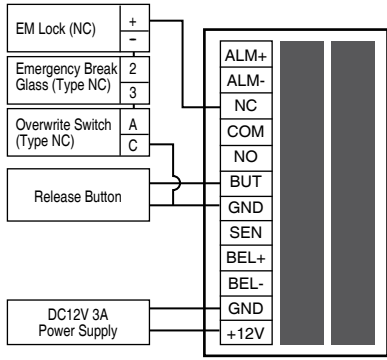 EM Lock (NC)
+
-
Emergency Break
Glass (Type NC)
2
3
Overwrite Switch
(Type NC)
A
C
Release Button
DC12V 3A
Power Supply
ALM+
ALM-
NC
COM
NO
BUT
GND
SEN
BEL+
BEL-
GND
+12V